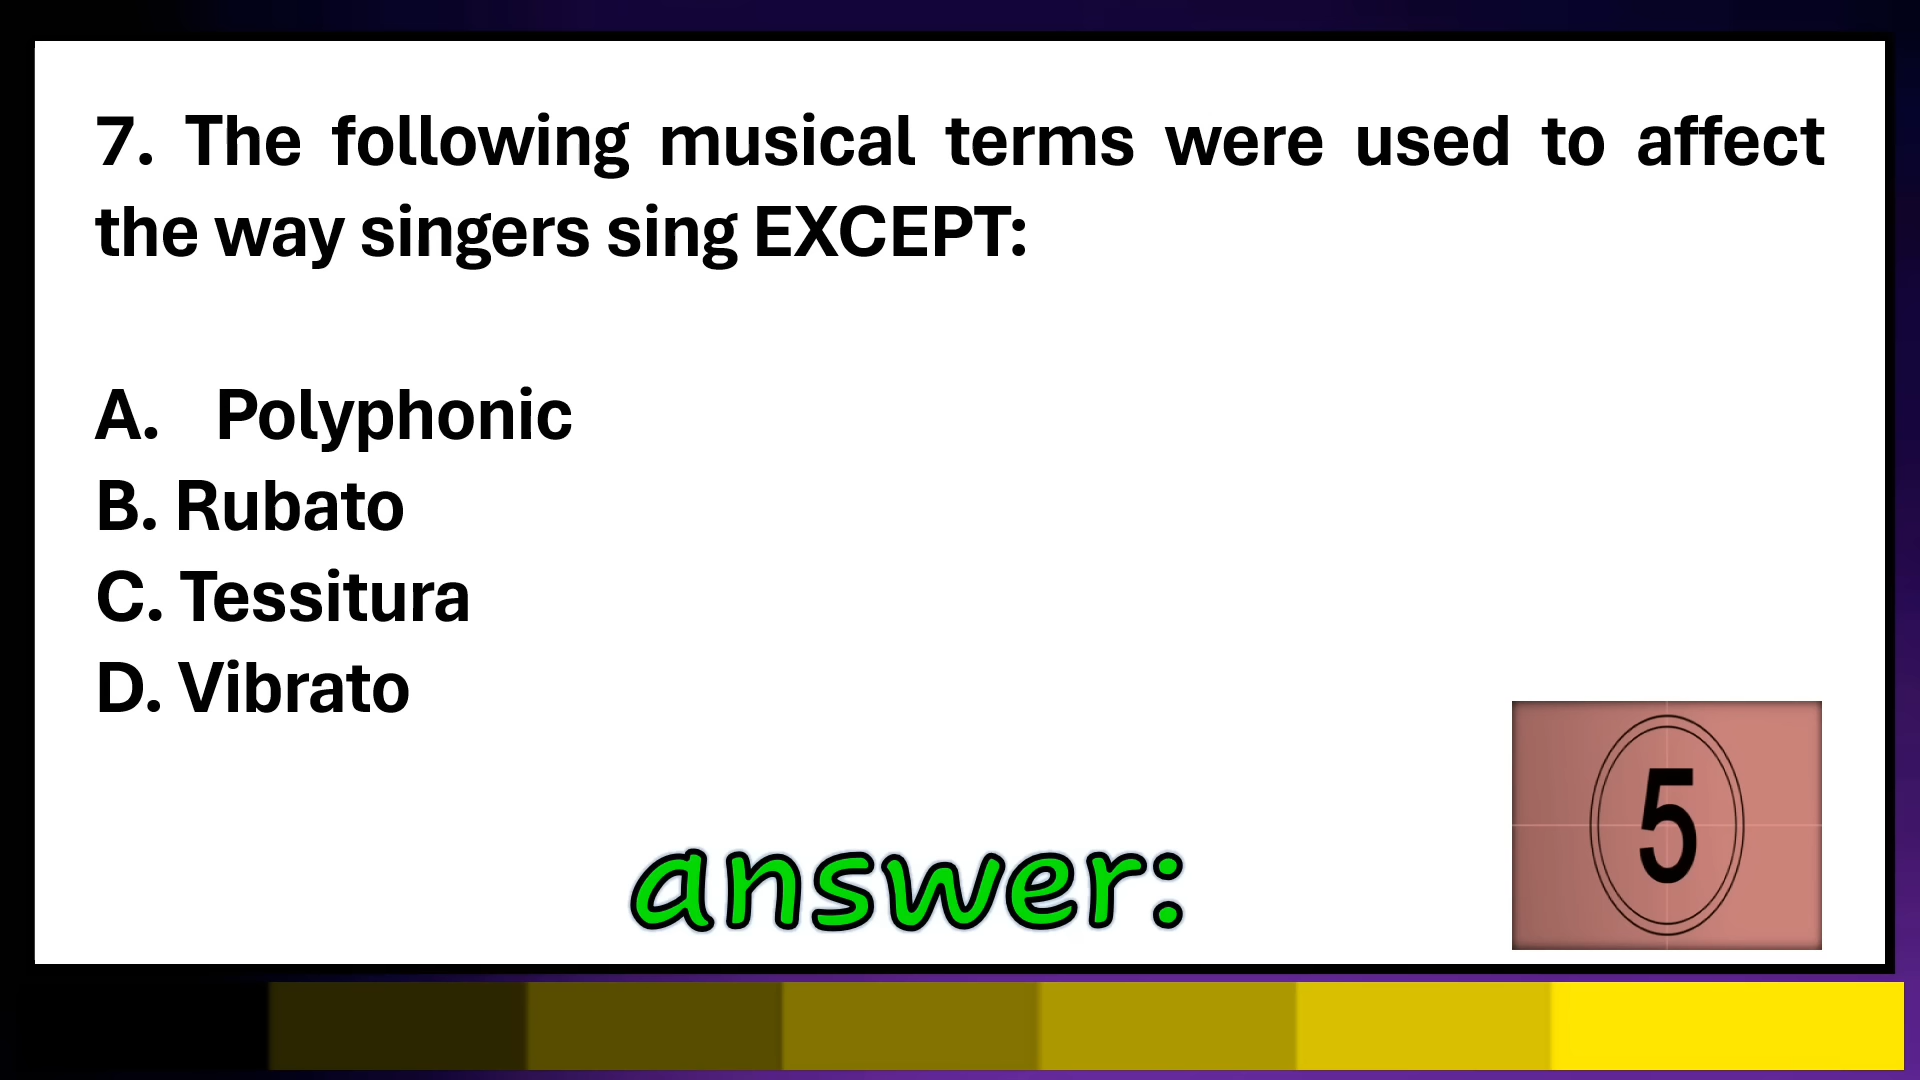 7. The following musical terms were used to affect
the way singers sing EXCEPT:
A. Polyphonic
B. Rubato
C. Tessitura
D. Vibrato
answer:
5